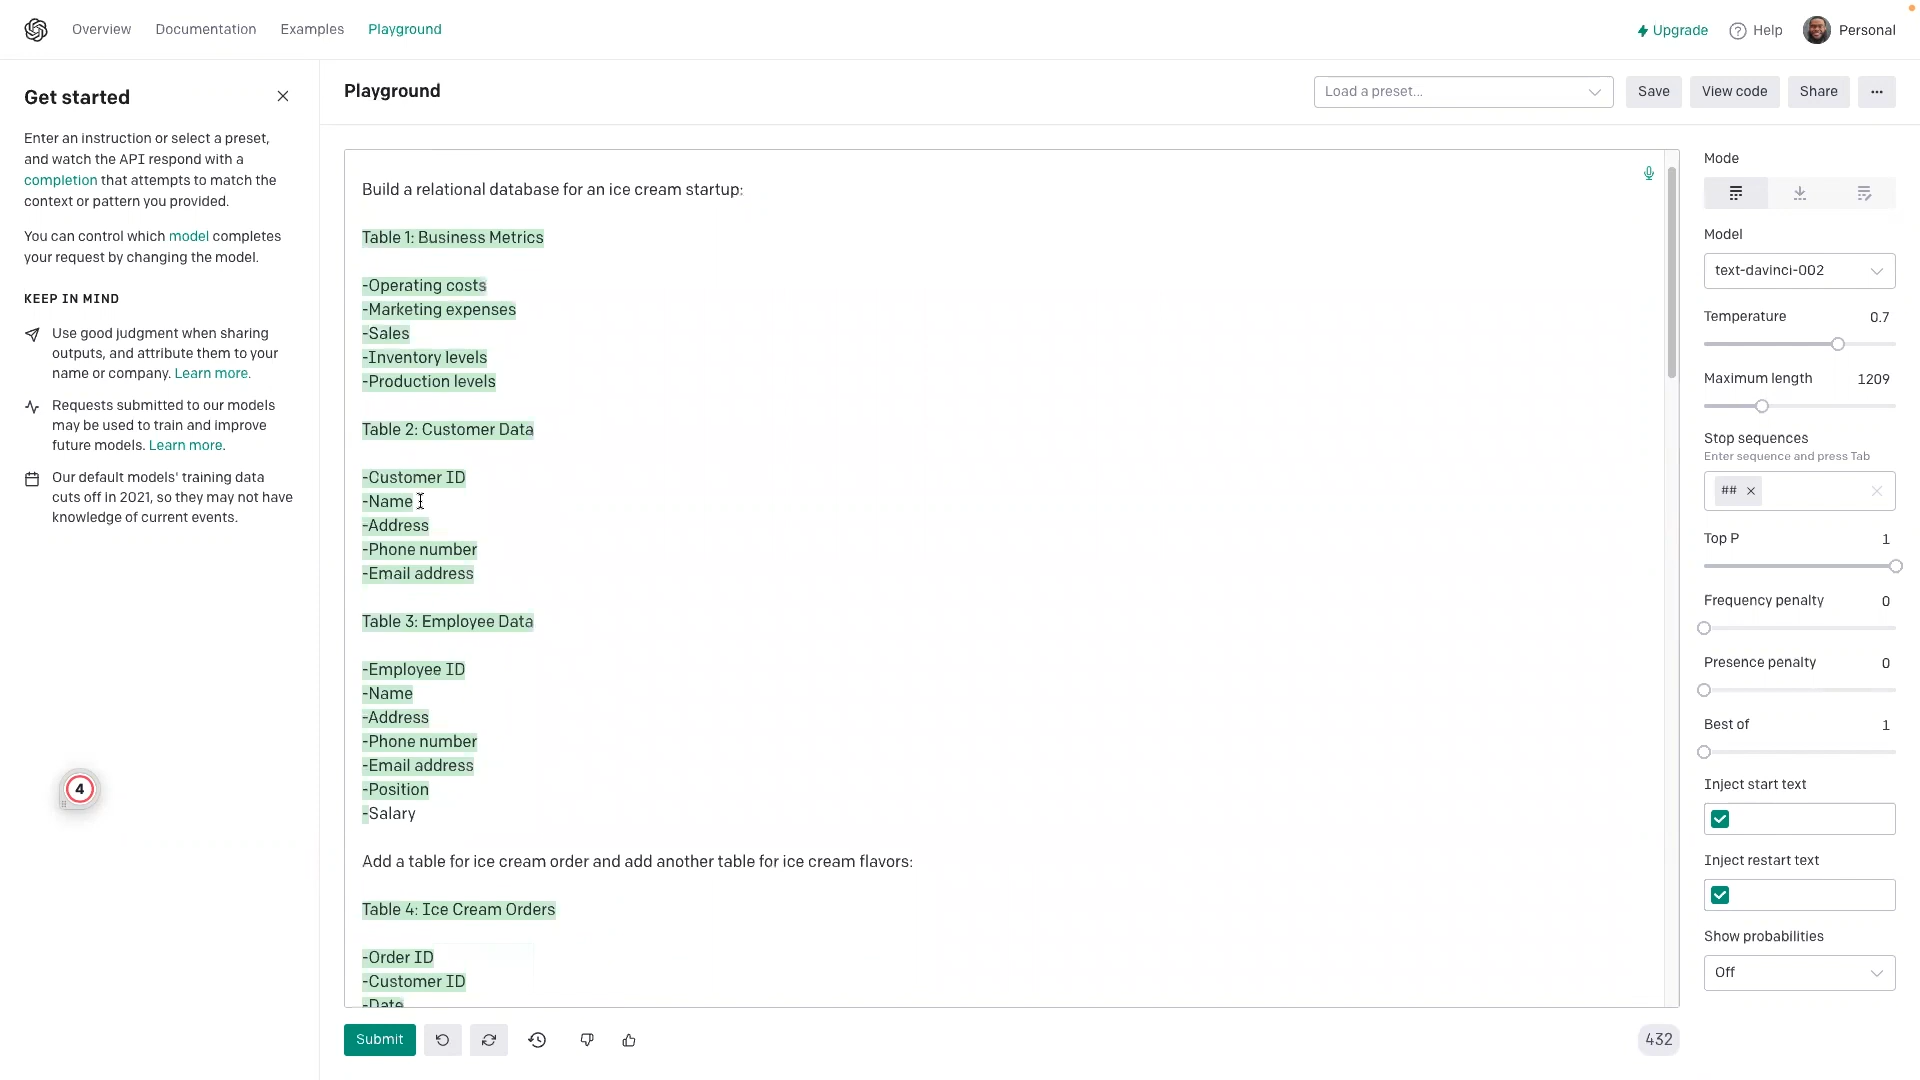 Overview Documentation Examples Playground
Upgrade Help Personal
Get started
Enter an instruction or select a preset,
and watch the API respond with a
completion that attempts to match the
context or pattern you provided.
You can control which model completes
your request by changing the model.
KEEP IN MIND
Use good judgment when sharing
outputs, and attribute them to your
name or company. Learn more.
Requests submitted to our models
may be used to train and improve
future models. Learn more.
Our default models' training data
cuts off in 2021, so they may not have
knowledge of current events.
4
Playground
Load a preset...
Save
View code
Share
...
Build a relational database for an ice cream startup:
Table 1: Business Metrics
-Operating costs
-Marketing expenses
-Sales
-Inventory levels
-Production levels
Table 2: Customer Data
-Customer ID
-Name
-Address
-Phone number
-Email address
Table 3: Employee Data
-Employee ID
-Name
-Address
-Phone number
-Email address
-Position
-Salary
Add a table for ice cream order and add another table for ice cream flavors:
Table 4: Ice Cream Orders
-Order ID
-Customer ID
-Date
Submit
432
Mode
Model
text-davinci-002
Temperature 0.7
Maximum length 1209
Stop sequences
Enter sequence and press Tab
## ×
Top P 1
Frequency penalty 0
Presence penalty 0
Best of 1
Inject start text
Inject restart text
Show probabilities
Off